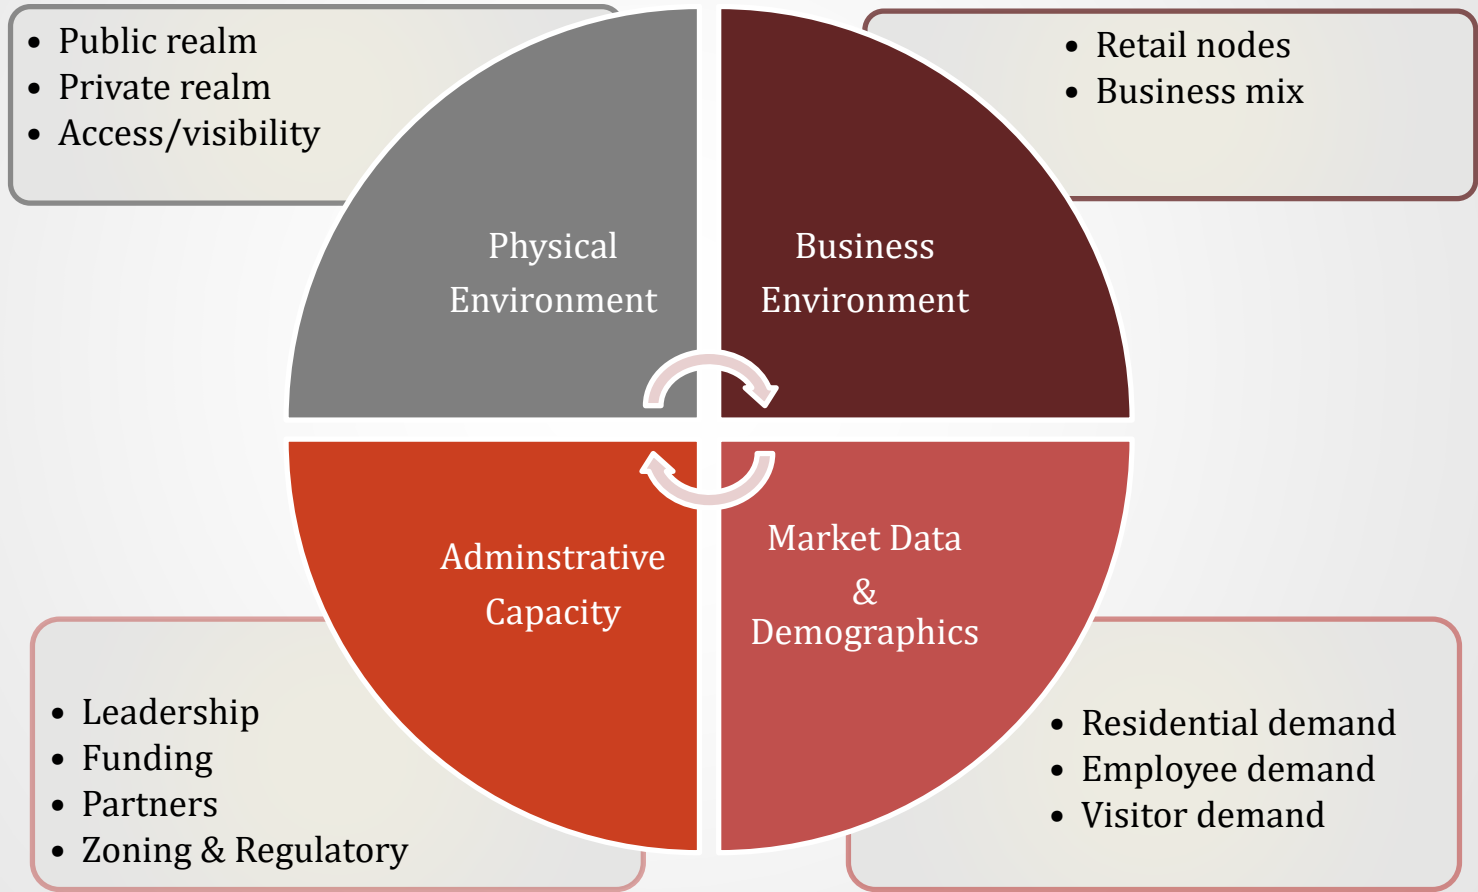 • Public realm
• Private realm
• Access/visibility
• Retail nodes
• Business mix
Physical
Environment
Business
Environment
Adminstrative
Capacity
Market Data
&
Demographics
• Leadership
• Funding
• Partners
• Zoning & Regulatory
• Residential demand
• Employee demand
• Visitor demand